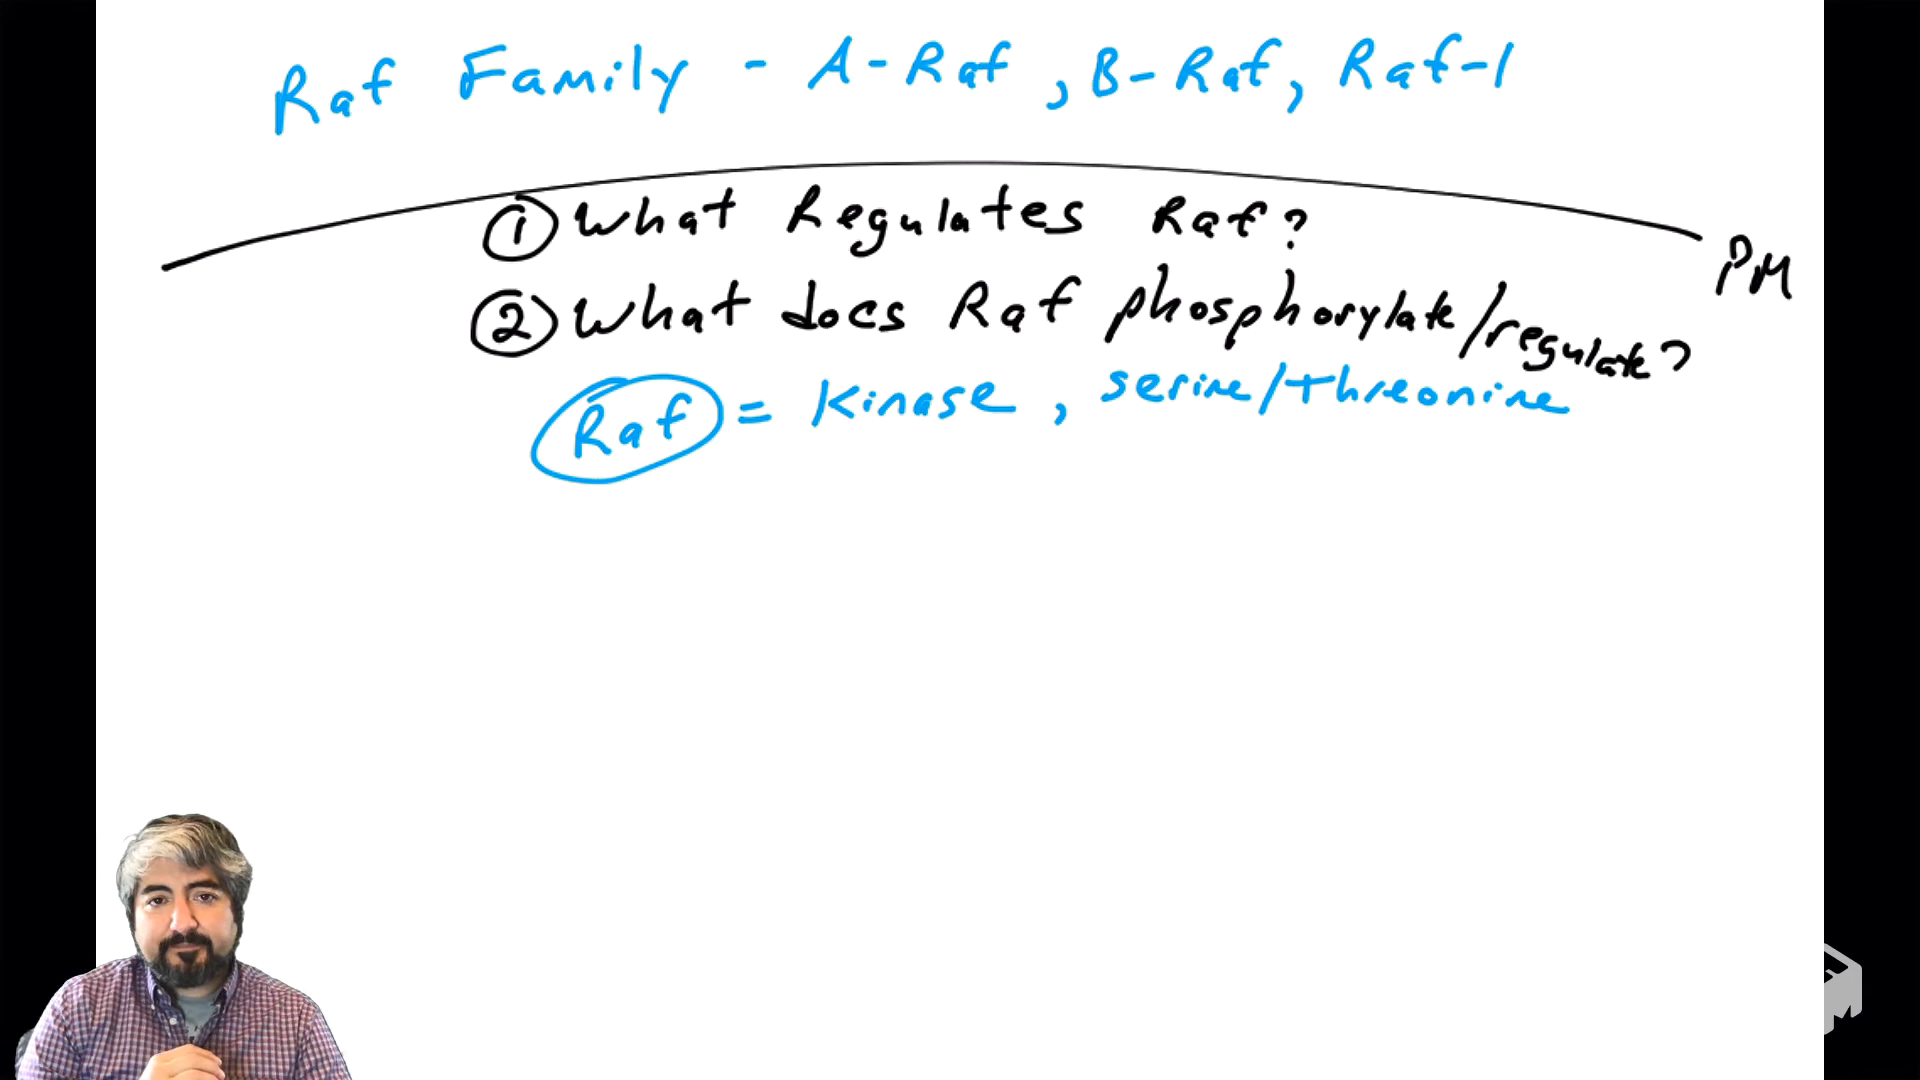 Raf Family - A-Raf, B-Raf, Raf-1
① What Regulates Raf?
PM
② What does Raf phosphorylate/regulate?
Raf = Kinase, serine/threonine